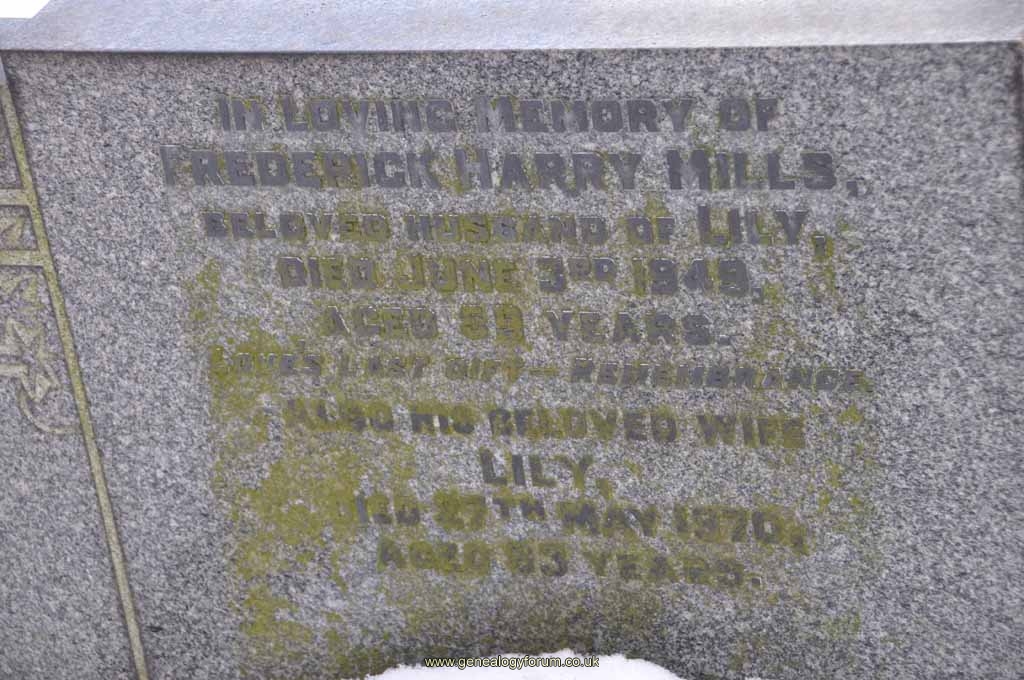 IN LOVING MEMORY OF
FREDERICK HARRY MILLS,
BELOVED HUSBAND OF LILY,
DIED JUNE 3RD 1949,
AGED 59 YEARS.
LOVE'S LAST GIFT — REMEMBRANCE.
ALSO HIS BELOVED WIFE
LILY,
DIED 27TH MAY 1970,
AGED 83 YEARS.
www.genealogyforum.co.uk